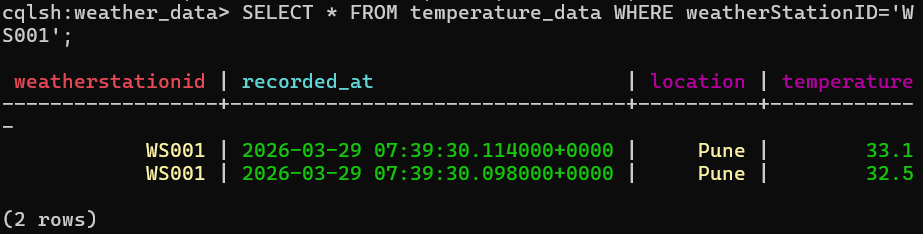 cqlsh:weather_data> SELECT * FROM temperature_data WHERE weatherStationID='W
S001';
weatherstationid | recorded_at | location | temperature
------------------+---------------------------------+----------+------------
-
WS001 | 2026-03-29 07:39:30.114000+0000 | Pune | 33.1
WS001 | 2026-03-29 07:39:30.098000+0000 | Pune | 32.5
(2 rows)